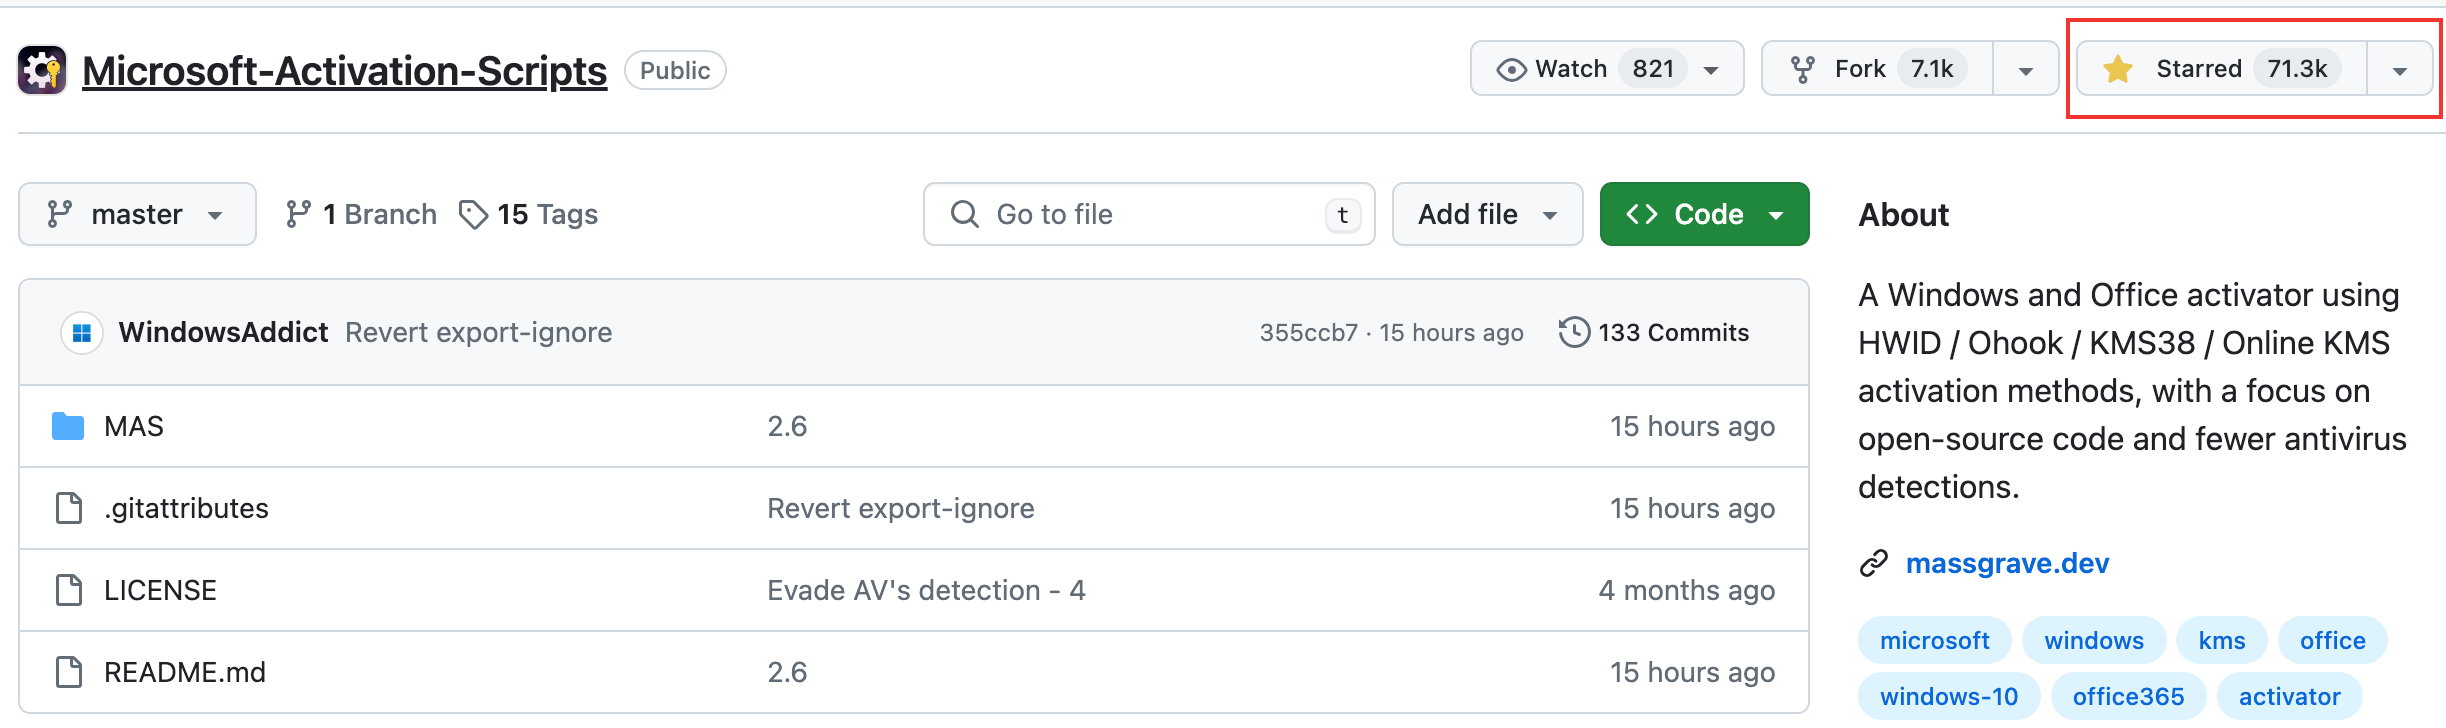 Microsoft-Activation-Scripts Public Watch 821 Fork 7.1k Starred 71.3k
master 1 Branch 15 Tags Go to file t Add file Code
WindowsAddict Revert export-ignore 355ccb7 · 15 hours ago 133 Commits
MAS 2.6 15 hours ago
.gitattributes Revert export-ignore 15 hours ago
LICENSE Evade AV's detection - 4 4 months ago
README.md 2.6 15 hours ago
About
A Windows and Office activator using
HWID / Ohook / KMS38 / Online KMS
activation methods, with a focus on
open-source code and fewer antivirus
detections.
massgrave.dev
microsoft windows kms office
windows-10 office365 activator